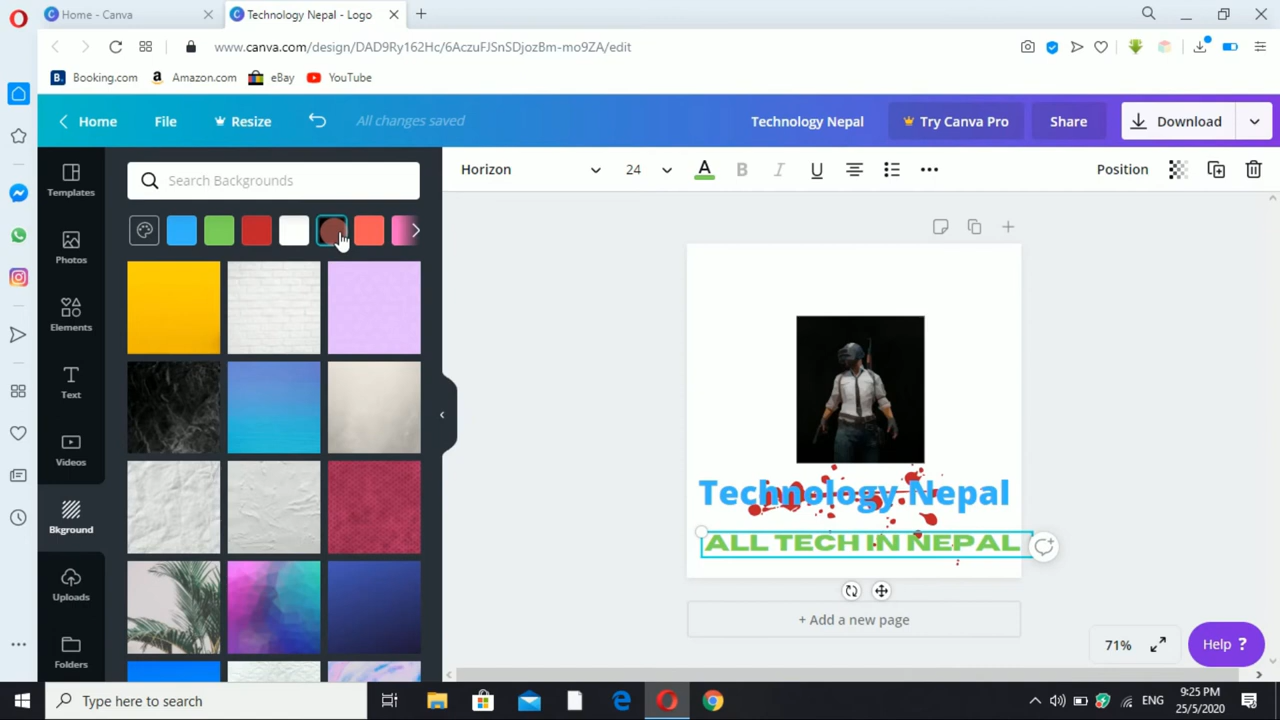 Home - Canva
Technology Nepal - Logo
www.canva.com/design/DAD9Ry162Hc/6AczuFJSnSDjozBm-mo9ZA/edit
B. Booking.com
a Amazon.com
eBay
YouTube
Home
File
Resize
All changes saved
Technology Nepal
Try Canva Pro
Share
Download
Templates
Photos
Elements
Text
Videos
Bkground
Uploads
Folders
Search Backgrounds
Horizon
24
A
B
I
U
Position
Technology Nepal
ALL TECH IN NEPAL
+ Add a new page
71%
Help ?
Type here to search
ENG
9:25 PM
25/5/2020